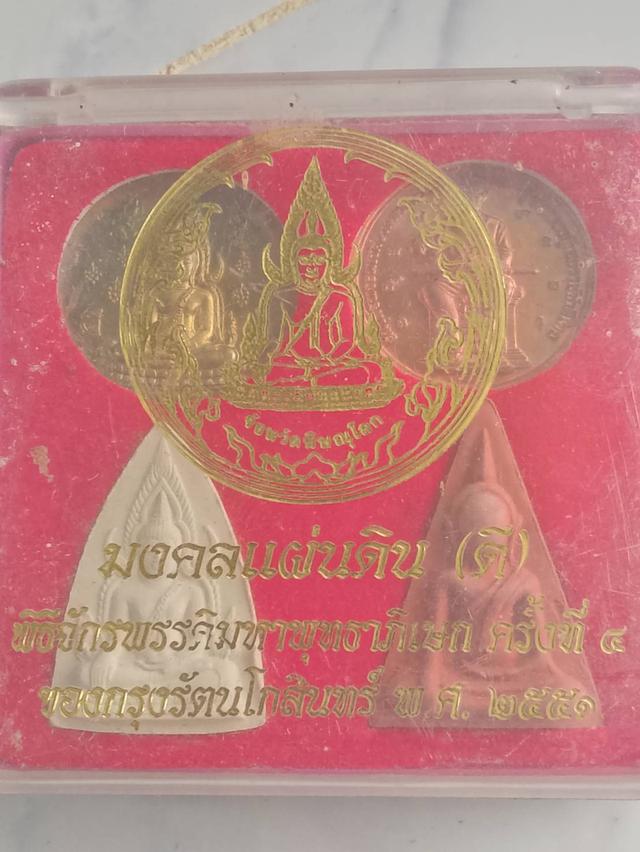 จังหวัดพิษณุโลก
มงคลแผ่นดิน (ดี)
พิธีจักรพรรดิมหาพุทธาภิเษก ครั้งที่ ๔
ของกรุงรัตนโกสินทร์ พ.ศ. ๒๕๕๑